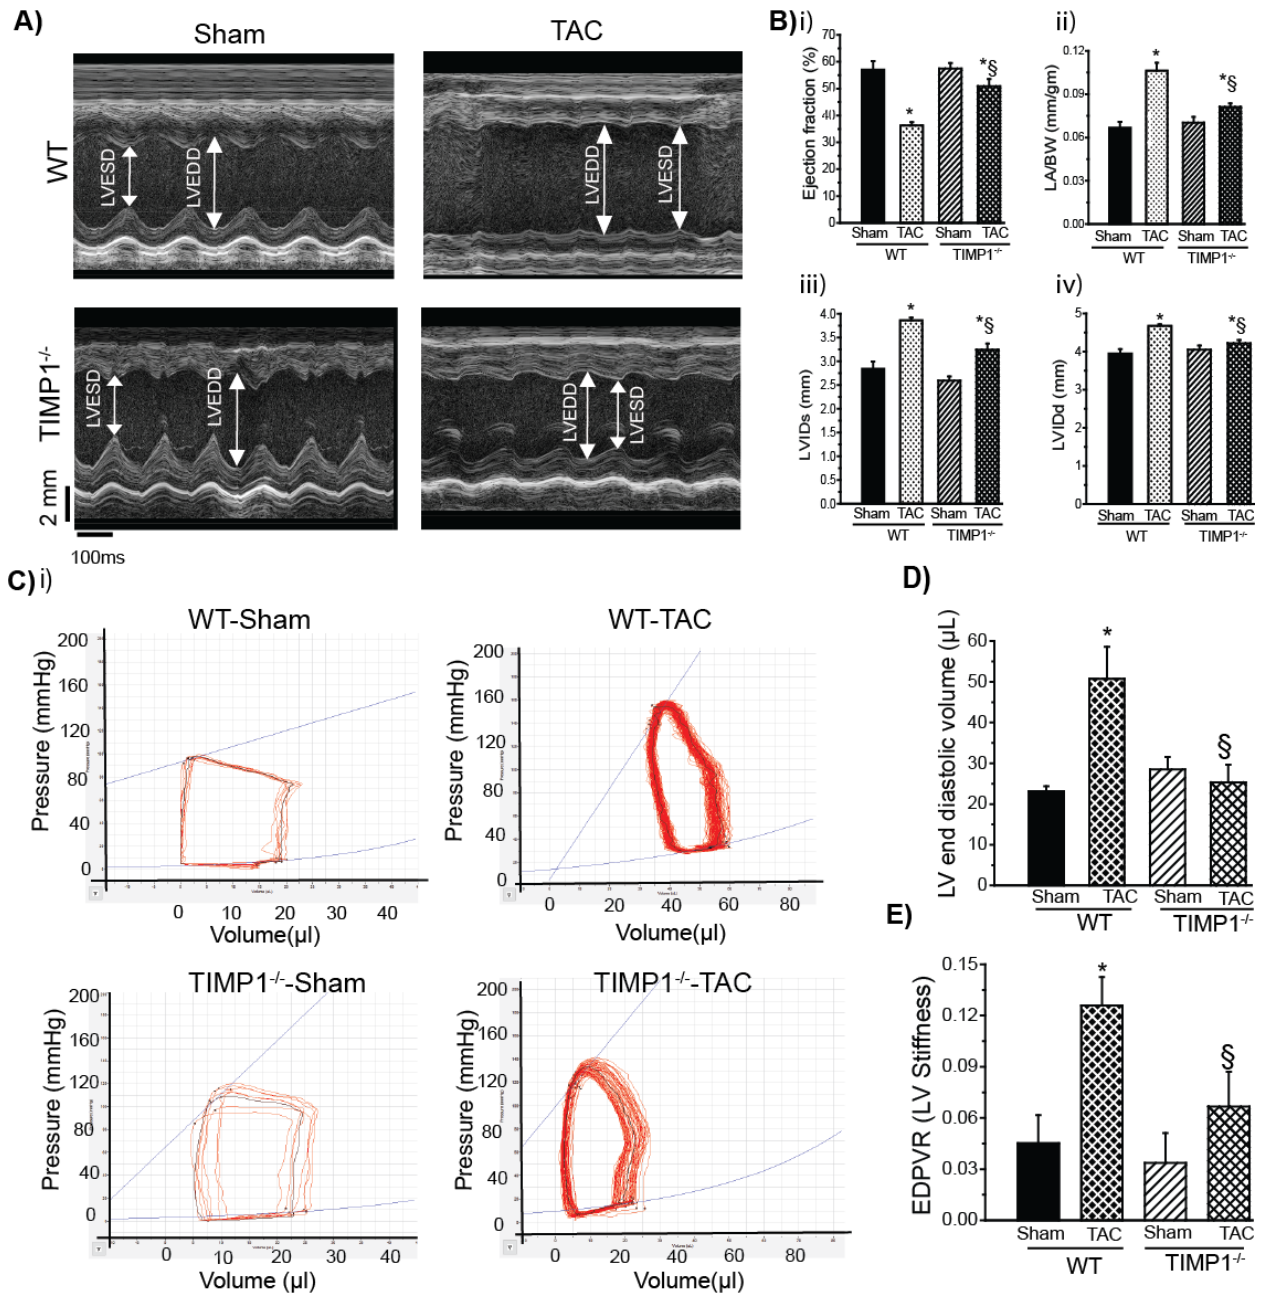 A)
Sham
TAC
WT
LVESD
LVEDD
LVEDD
LVESD
TIMP1-/-
LVESD
LVEDD
LVEDD
LVESD
2 mm
100ms
B) i)
Ejection fraction (%)
70
60
50
40
30
20
10
0
*
*§
Sham TAC Sham TAC
WT TIMP1-/-
ii)
LA/BW (mm/gm)
0.12
0.09
0.06
0.03
0.00
*
*§
Sham TAC Sham TAC
WT TIMP1-/-
iii)
LVIDs (mm)
4.0
3.5
3.0
2.5
2.0
1.5
1.0
0.5
0.0
*
*§
Sham TAC Sham TAC
WT TIMP1-/-
iv)
LVIDd (mm)
5
4
3
2
1
0
*
*§
Sham TAC Sham TAC
WT TIMP1-/-
C) i)
WT-Sham
Pressure (mmHg)
200
160
120
80
40
0
0 10 20 30 40
Volume(µl)
WT-TAC
Pressure (mmHg)
200
160
120
80
40
0
0 20 40 60 80
Volume(µl)
TIMP1-/--Sham
Pressure (mmHg)
200
160
120
80
40
0
0 10 20 30 40
Volume (µl)
TIMP1-/--TAC
Pressure (mmHg)
200
160
120
80
40
0
0 20 40 60 80
Volume (µl)
D)
LV end diastolic volume (µL)
60
50
40
30
20
10
0
*
§
Sham TAC Sham TAC
WT TIMP1-/-
E)
EDPVR (LV Stiffness)
0.15
0.12
0.09
0.06
0.03
0.00
*
§
Sham TAC Sham TAC
WT TIMP1-/-